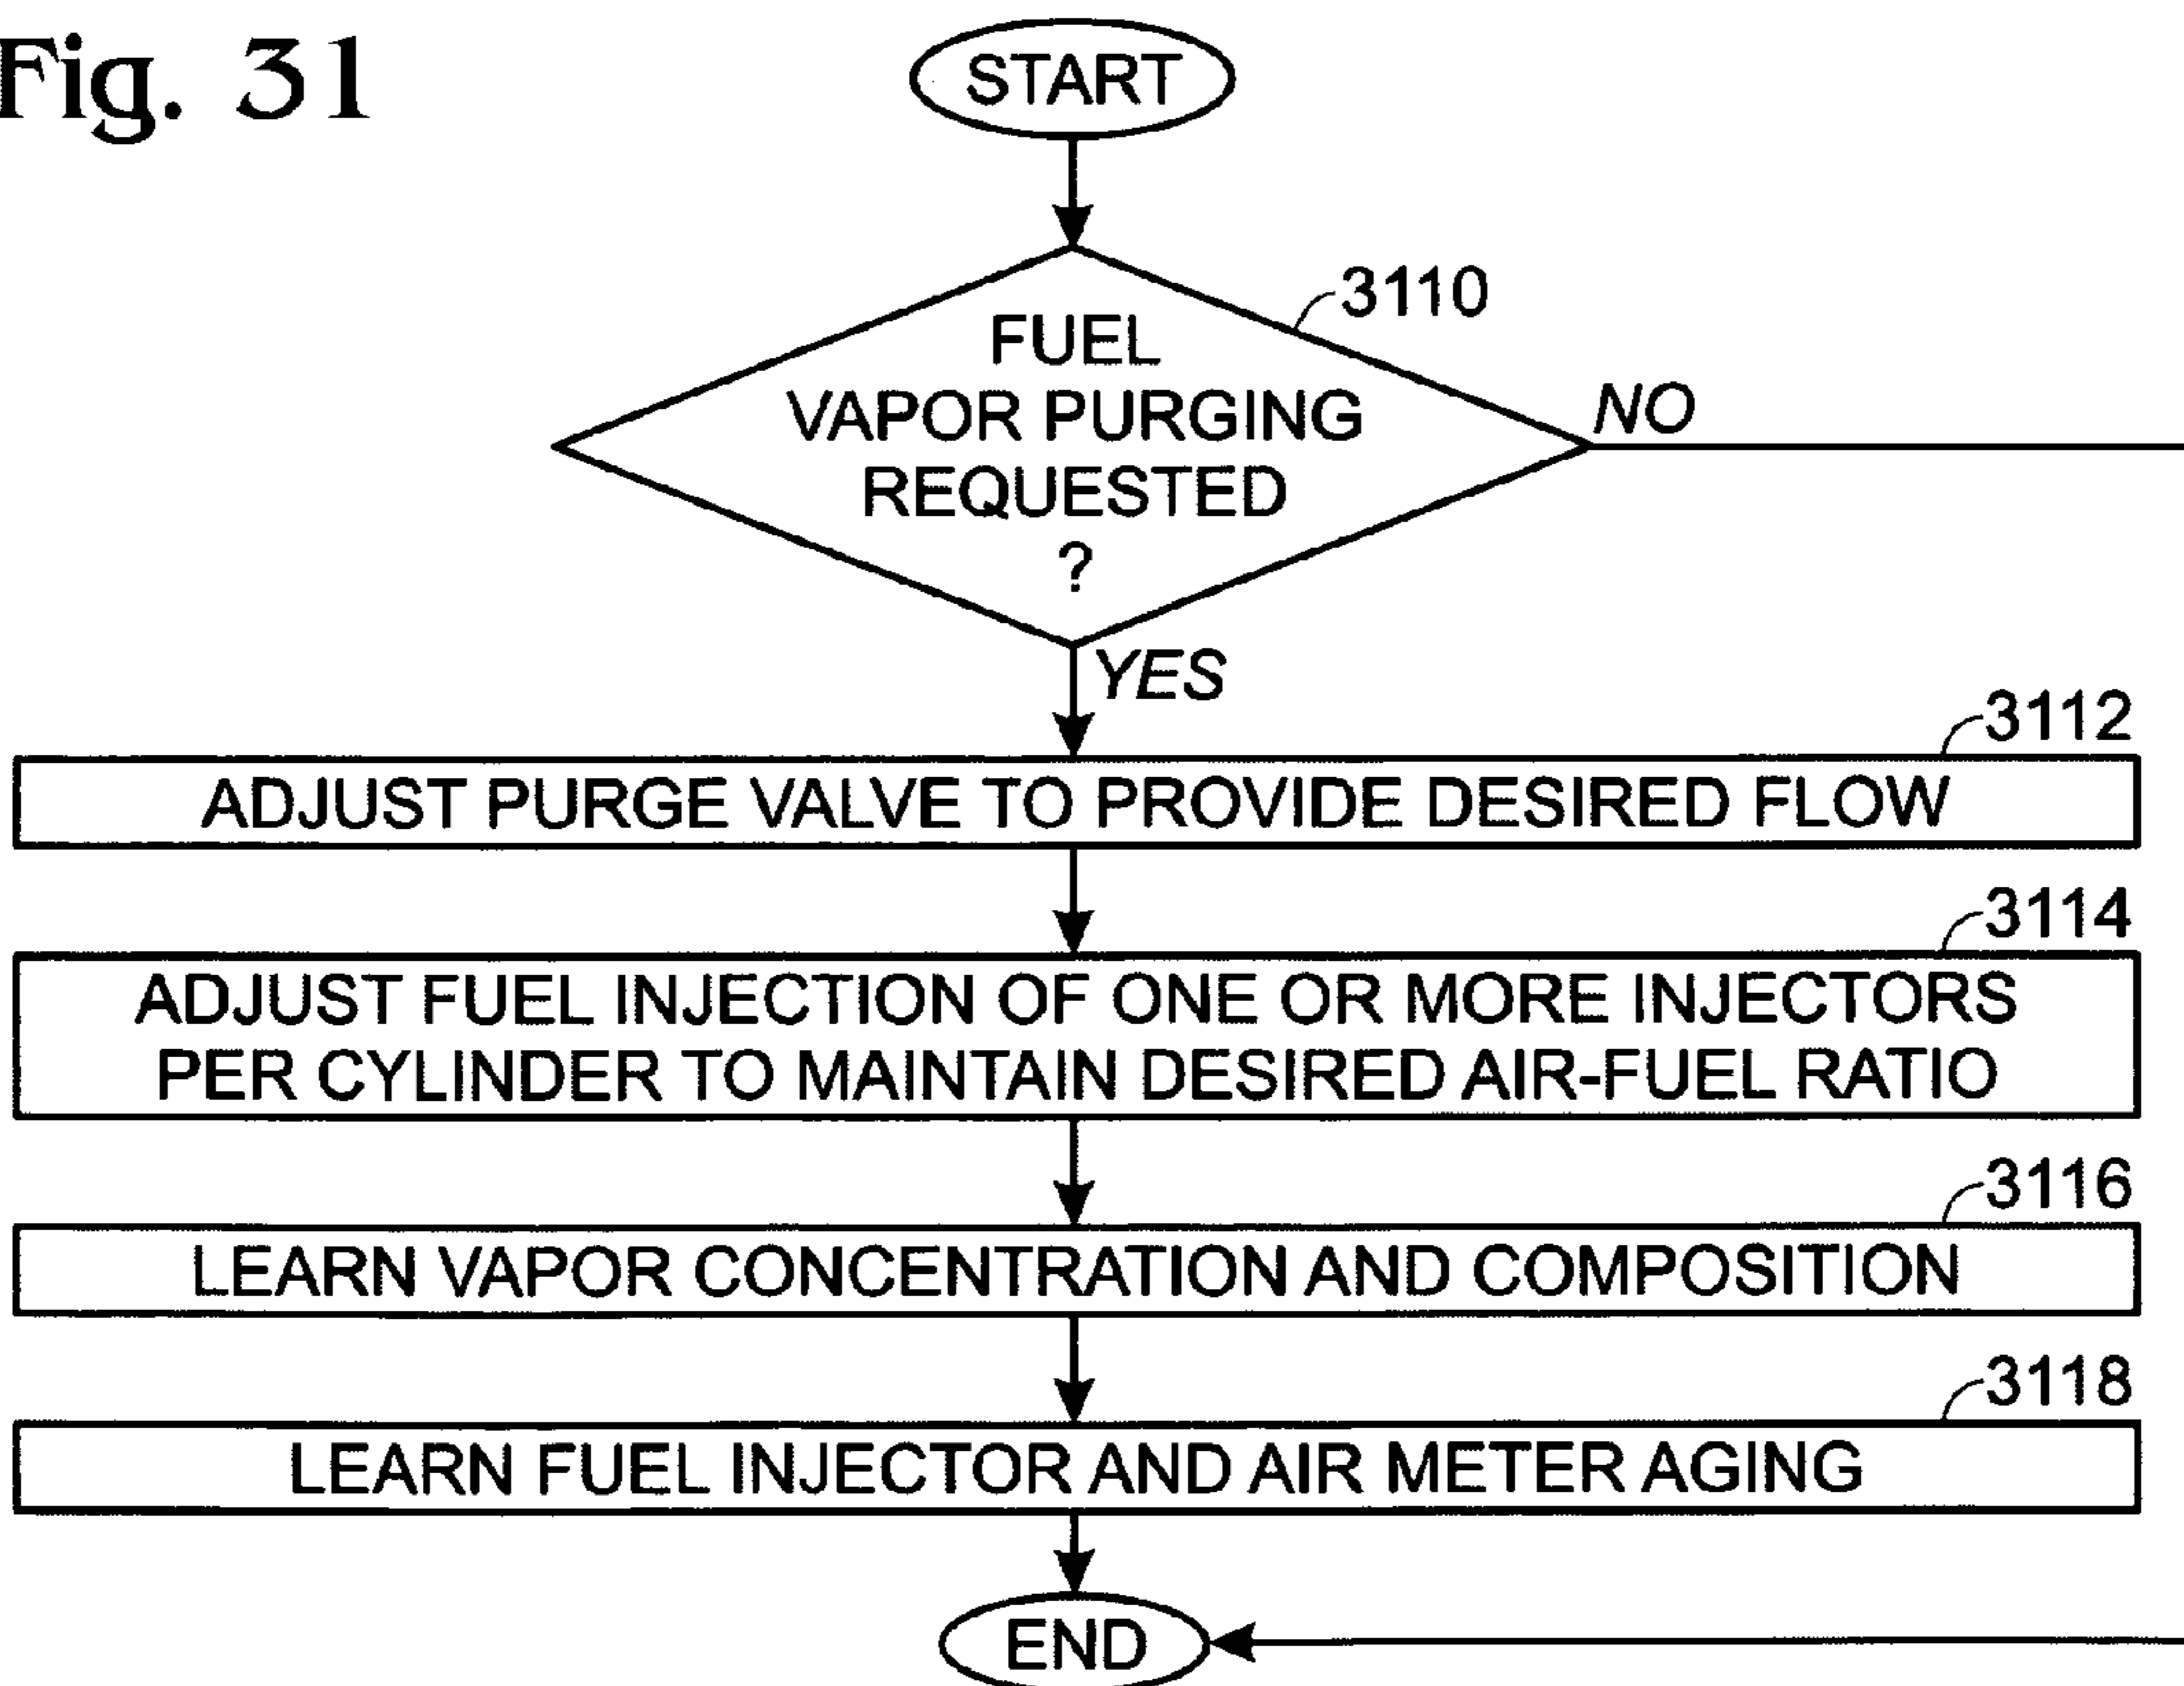 Fig. 31
START
3110
FUEL
VAPOR PURGING
REQUESTED
?
NO
YES
3112
ADJUST PURGE VALVE TO PROVIDE DESIRED FLOW
3114
ADJUST FUEL INJECTION OF ONE OR MORE INJECTORS
PER CYLINDER TO MAINTAIN DESIRED AIR-FUEL RATIO
3116
LEARN VAPOR CONCENTRATION AND COMPOSITION
3118
LEARN FUEL INJECTOR AND AIR METER AGING
END